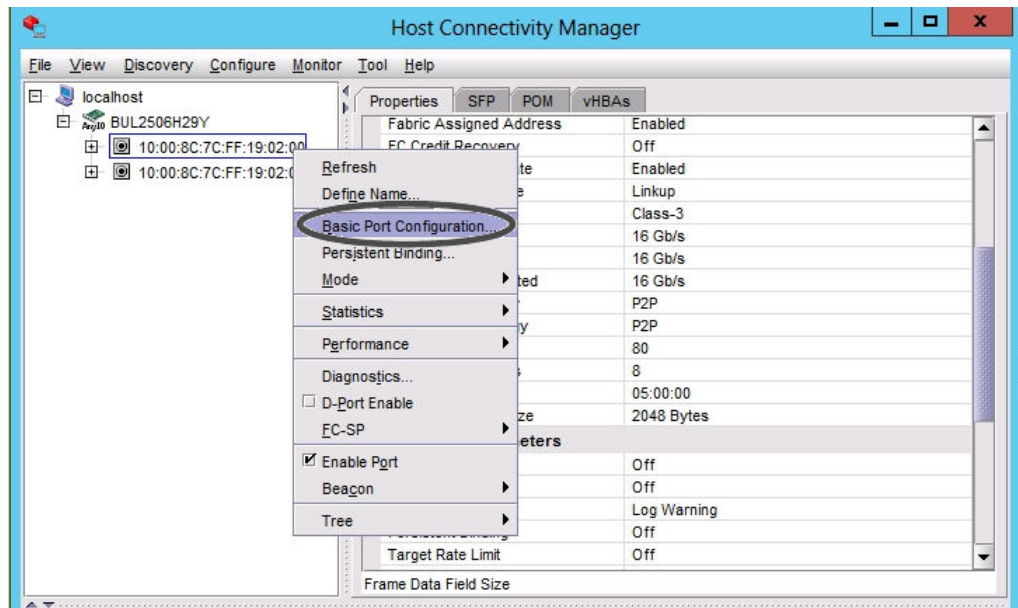 Host Connectivity Manager
File View Discovery Configure Monitor Tool Help
localhost
AnyIO BUL2506H29Y
10:00:8C:7C:FF:19:02:00
10:00:8C:7C:FF:19:02:0
Properties SFP POM vHBAs
Fabric Assigned Address Enabled
FC Credit Recovery Off
te Enabled
e Linkup
Class-3
16 Gb/s
16 Gb/s
ted 16 Gb/s
P2P
y P2P
80
s 8
05:00:00
ze 2048 Bytes
eters
Off
Off
Log Warning
Persistent Binding Off
Target Rate Limit Off
Frame Data Field Size
Refresh
Define Name...
Basic Port Configuration...
Persistent Binding...
Mode
Statistics
Performance
Diagnostics...
D-Port Enable
FC-SP
Enable Port
Beacon
Tree